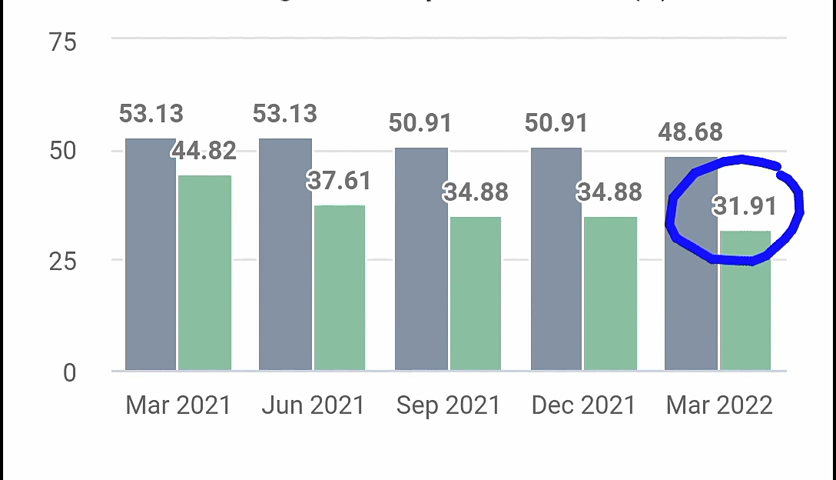 75
53.13
53.13
50.91
50.91
48.68
50
44.82
37.61
34.88
34.88
31.91
25
0
Mar 2021
Jun 2021
Sep 2021
Dec 2021
Mar 2022